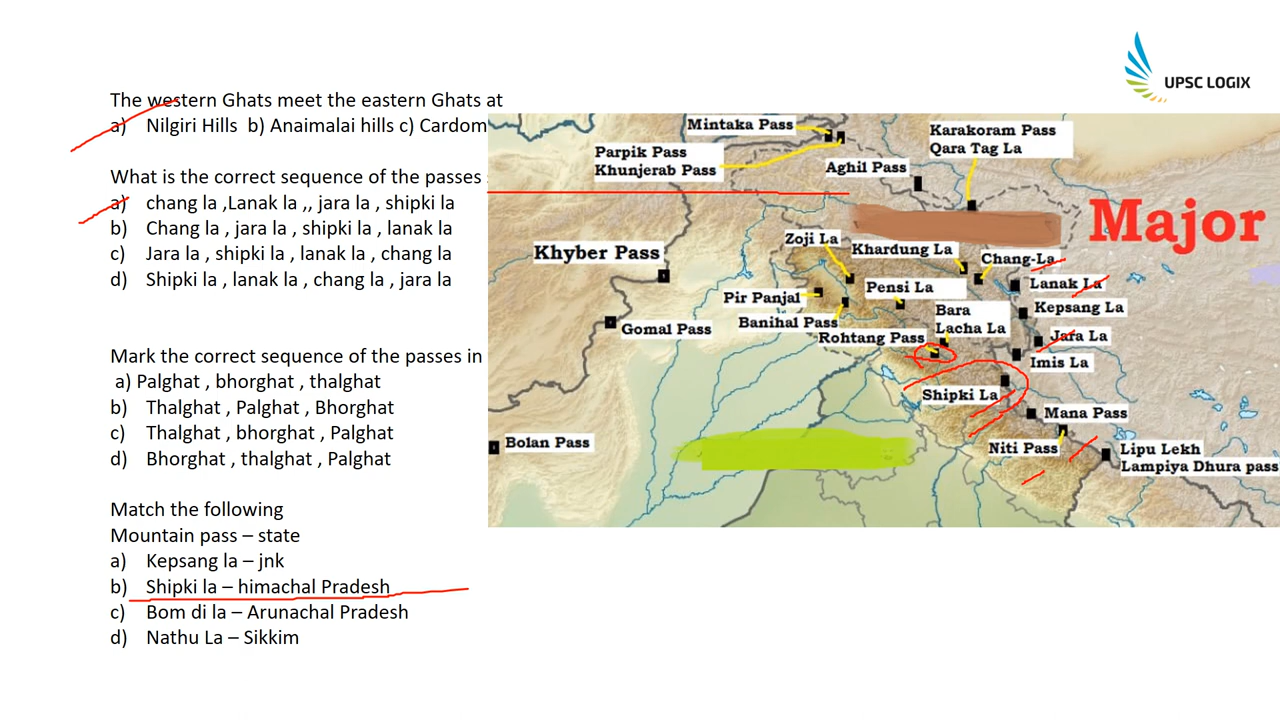 UPSC LOGIX
The western Ghats meet the eastern Ghats at
a) Nilgiri Hills b) Anaimalai hills c) Cardom
What is the correct sequence of the passes
a) chang la ,Lanak la ,, jara la , shipki la
b) Chang la , jara la , shipki la , lanak la
c) Jara la , shipki la , lanak la , chang la
d) Shipki la , lanak la , chang la , jara la
Mark the correct sequence of the passes in
a) Palghat , bhorghat , thalghat
b) Thalghat , Palghat , Bhorghat
c) Thalghat , bhorghat , Palghat
d) Bhorghat , thalghat , Palghat
Match the following
Mountain pass – state
a) Kepsang la – jnk
b) Shipki la – himachal Pradesh
c) Bom di la – Arunachal Pradesh
d) Nathu La – Sikkim
Mintaka Pass
Karakoram Pass
Qara Tag La
Parpik Pass
Khunjerab Pass
Aghil Pass
Major
Zoji La
Khardung La
Khyber Pass
Chang-La
Lanak La
Pensi La
Pir Panjal
Kepsang La
Bara
Lacha La
Banihal Pass
Gomal Pass
Rohtang Pass
Jara La
Imis La
Shipki La
Mana Pass
Bolan Pass
Niti Pass
Lipu Lekh
Lampiya Dhura pass